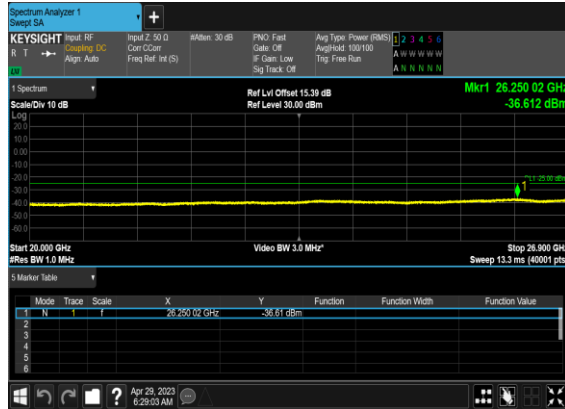 Spectrum Analyzer 1
Swept SA
KEYSIGHT Input: RF Input Z: 50 Ω #Atten: 30 dB PNO: Fast Avg Type: Power (RMS) 1 2 3 4 5 6
R T Coupling: DC Corr CCorr Gate: Off Avg|Hold: 100/100 A W W W W W
Align: Auto Freq Ref: Int (S) IF Gain: Low Trig: Free Run
Sig Track: Off A N N N N N
1 Spectrum Ref Lvl Offset 15.39 dB Mkr1 26.250 02 GHz
Scale/Div 10 dB Ref Level 30.00 dBm -36.612 dBm
Log
20.0
10.0
0.00
-10.0
-20.0
DL1 -25.00 dBm
1
-30.0
-40.0
-50.0
-60.0
Start 20.000 GHz Video BW 3.0 MHz* Stop 26.900 GHz
#Res BW 1.0 MHz Sweep 13.3 ms (40001 pts)
5 Marker Table
Mode Trace Scale X Y Function Function Width Function Value
1 N 1 f 26.250 02 GHz -36.61 dBm
2
3
4
5
6
Apr 29, 2023
6:29:03 AM